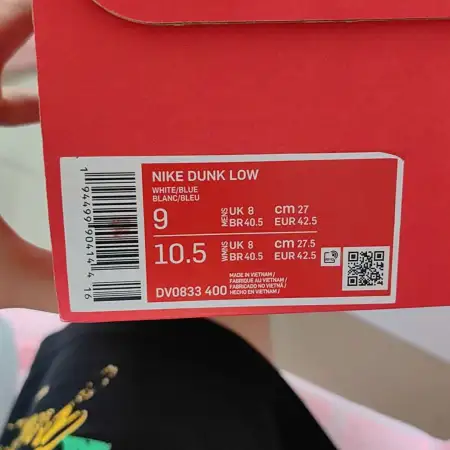 NIKE DUNK LOW
WHITE/BLUE
BLANC/BLEU
9 MENS UK 8 cm 27
BR 40.5 EUR 42.5
10.5 WMNS UK 8 cm 27.5
BR 40.5 EUR 42.5
MADE IN VIETNAM /
FABRIQUÉ AU VIETNAM /
FABRICADO NO VIETNÃ /
HECHO EN VIETNAM /
DV0833 400
1 94499 90414 4 16